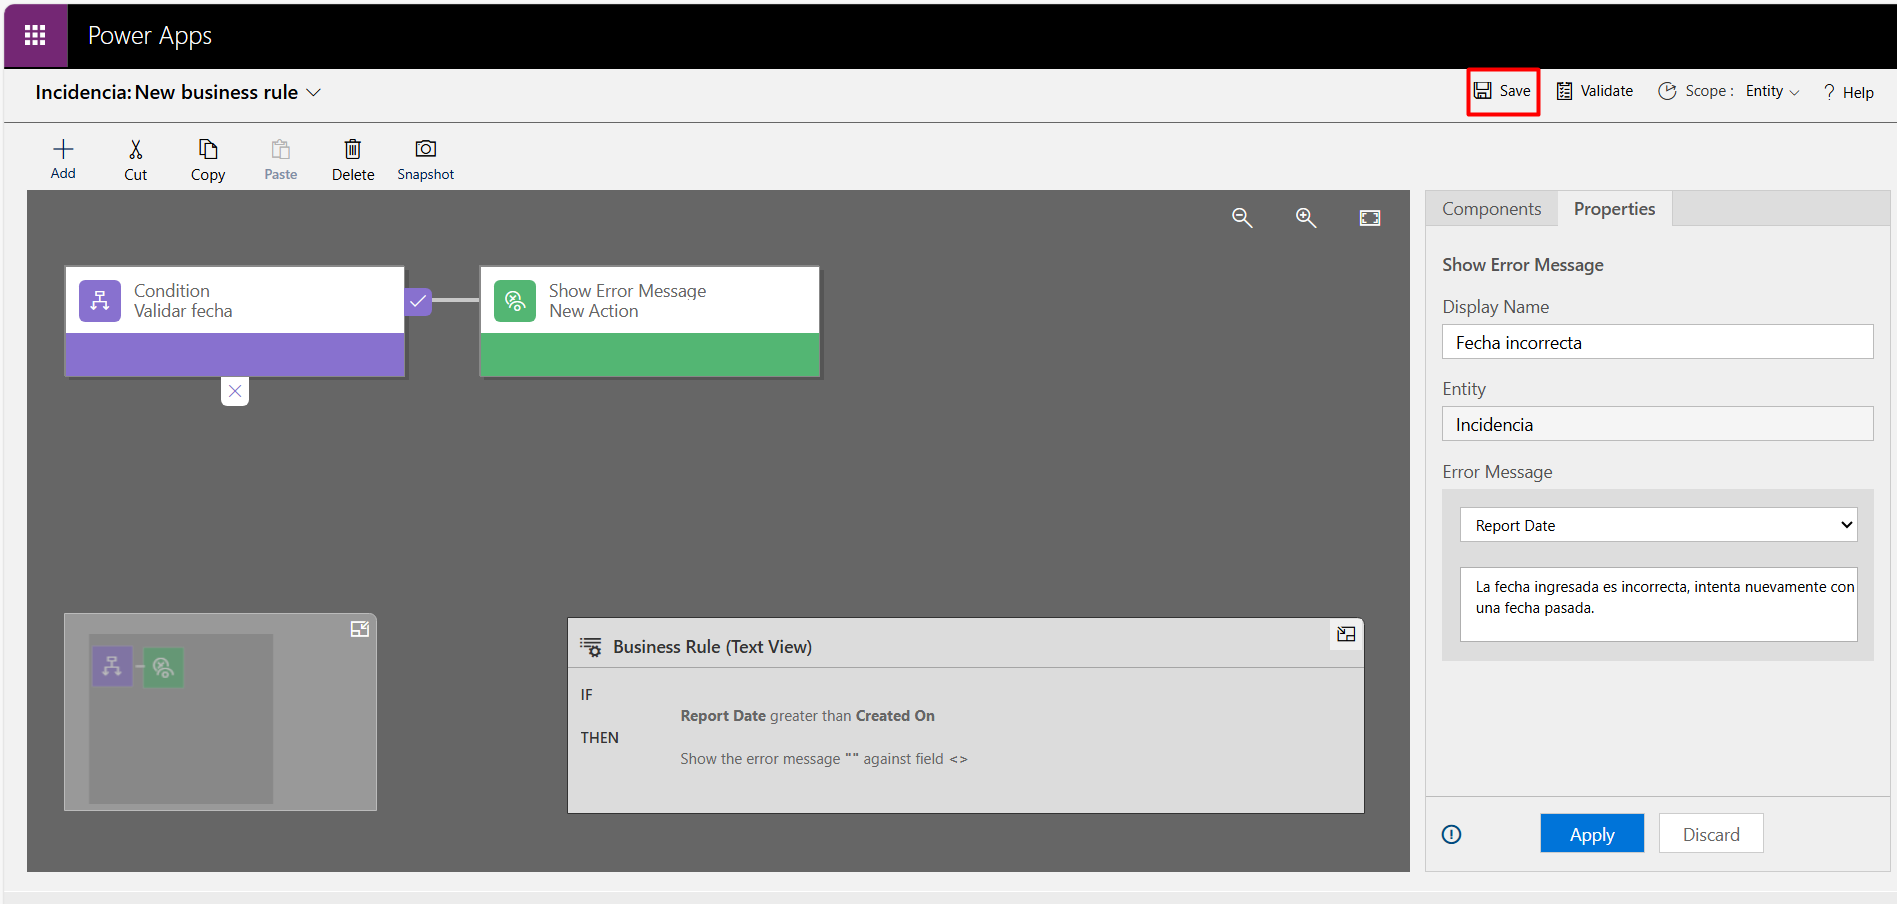 Power Apps
Incidencia: New business rule
Save
Validate
Scope :
Entity
? Help
Add
Cut
Copy
Paste
Delete
Snapshot
Components
Properties
Condition
Validar fecha
Show Error Message
New Action
Show Error Message
Display Name
Fecha incorrecta
Entity
Incidencia
Error Message
Report Date
La fecha ingresada es incorrecta, intenta nuevamente con
una fecha pasada.
Business Rule (Text View)
IF
Report Date greater than Created On
THEN
Show the error message "" against field <>
Apply
Discard